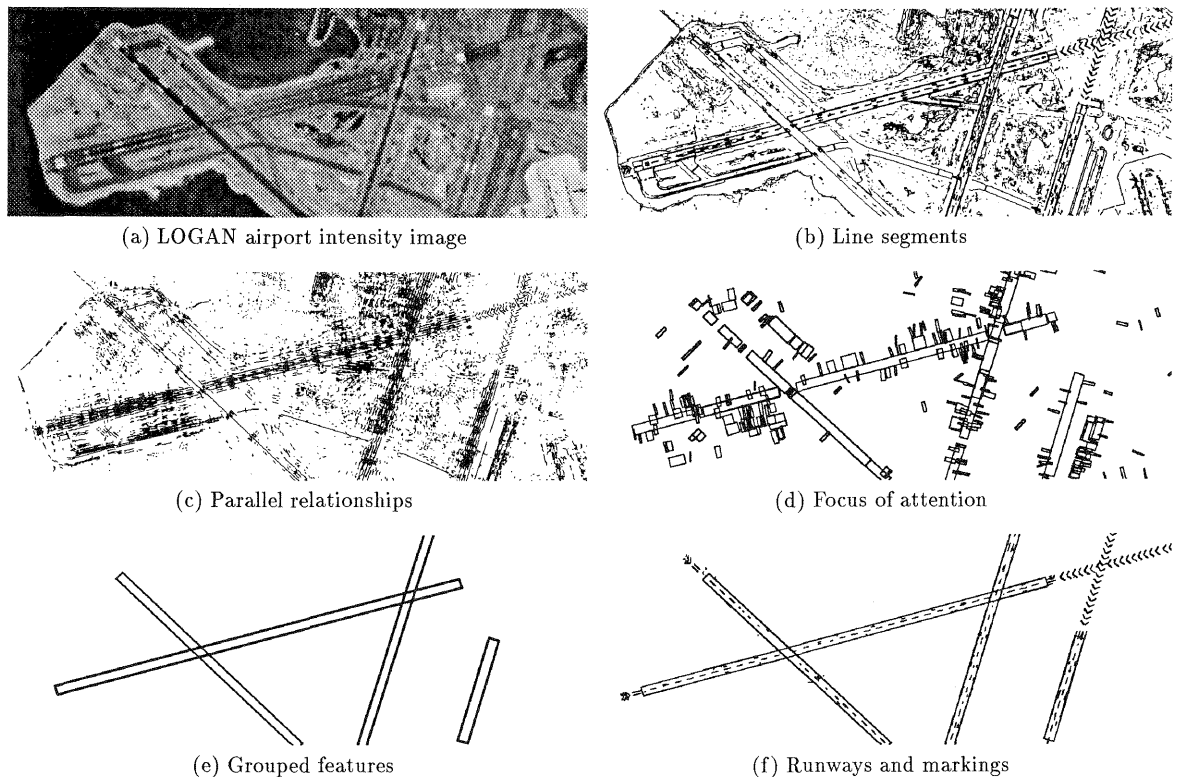 (a) LOGAN airport intensity image
(b) Line segments
(c) Parallel relationships
(d) Focus of attention
(e) Grouped features
(f) Runways and markings